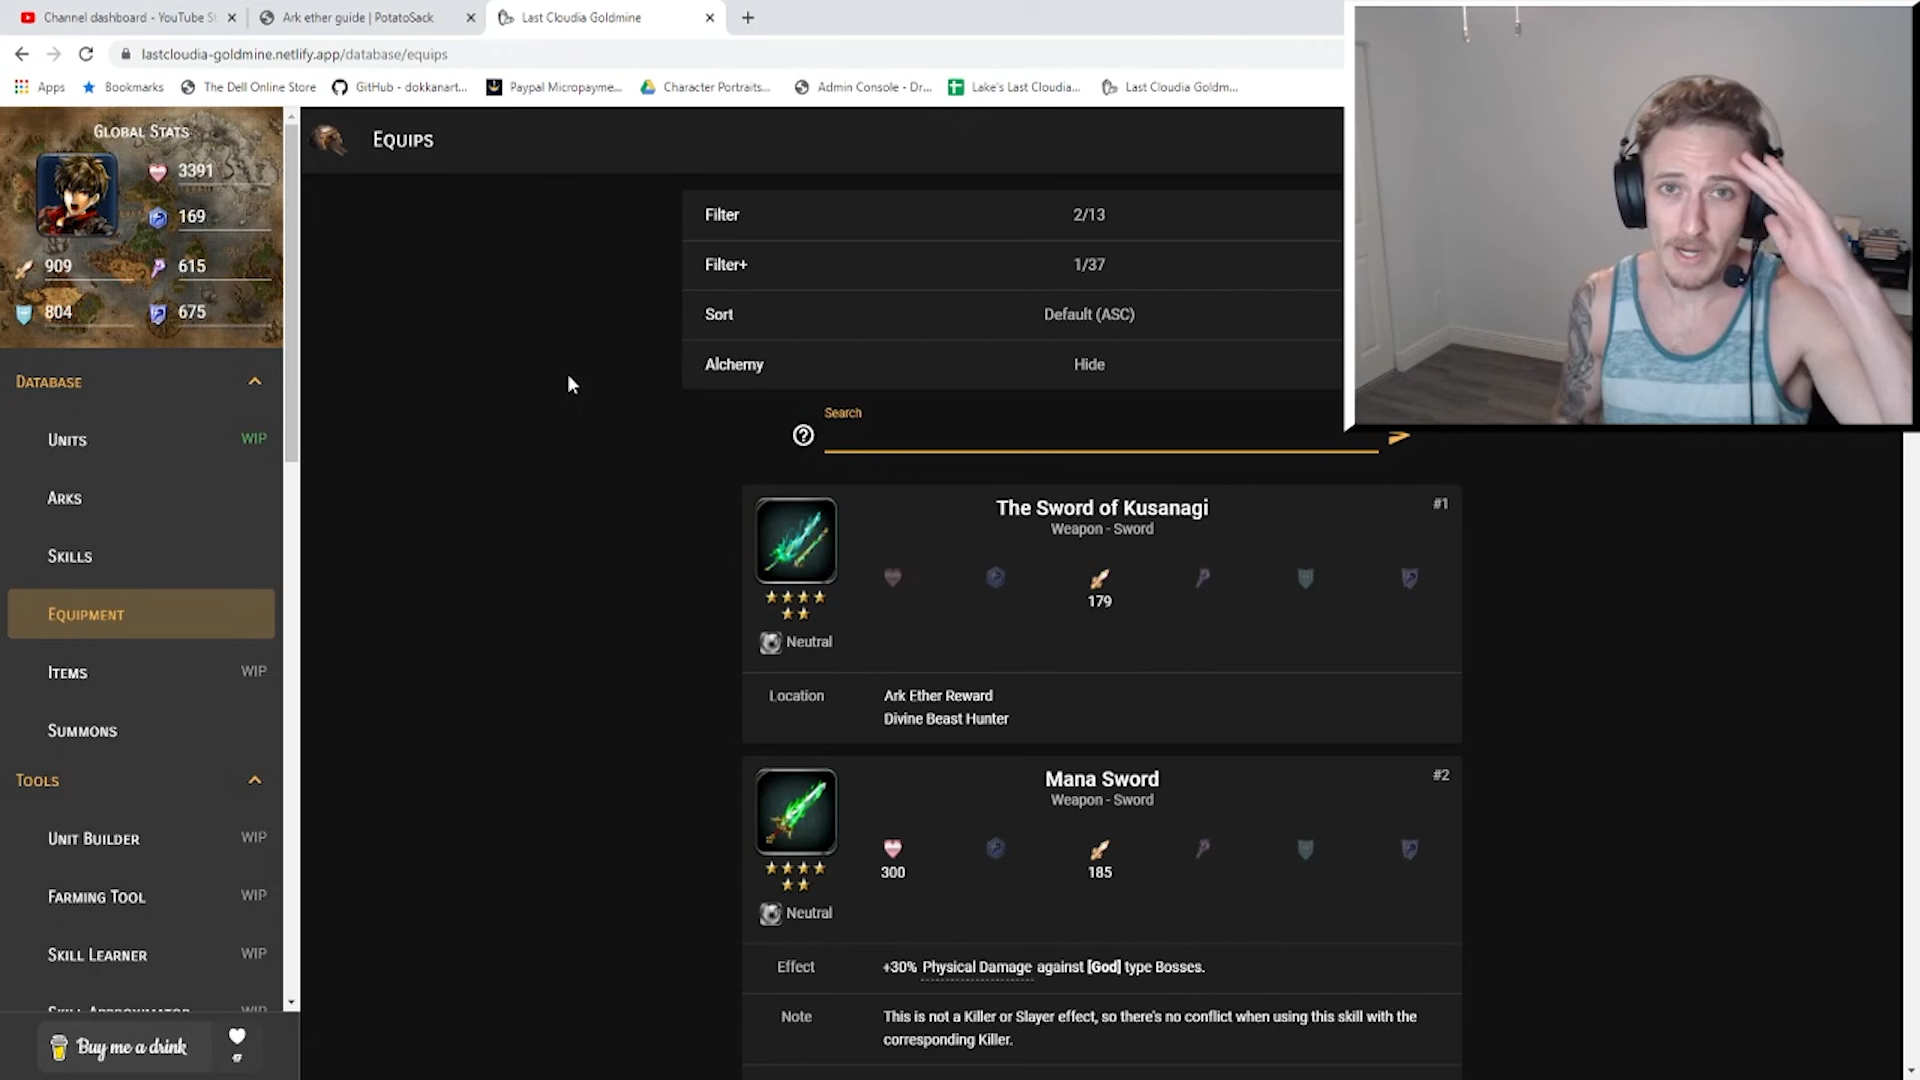 Channel dashboard - YouTube St
Ark ether guide | PotatoSack
Last Cloudia Goldmine
lastcloudia-goldmine.netlify.app/database/equips
Apps
Bookmarks
The Dell Online Store
GitHub - dokkanart...
Paypal Micropayme...
Character Portraits...
Admin Console - Dr...
Lake's Last Cloudia...
Last Cloudia Goldm...
Global Stats
3391
169
909
615
804
675
Database
Units WIP
Arks
Skills
Equipment
Items WIP
Summons
Tools
Unit Builder WIP
Farming Tool WIP
Skill Learner WIP
Skill Approximator WIP
Buy me a drink
Equips
Filter 2/13
Filter+ 1/37
Sort Default (ASC)
Alchemy Hide
Search
The Sword of Kusanagi #1
Weapon - Sword
179
Neutral
Location Ark Ether Reward
Divine Beast Hunter
Mana Sword #2
Weapon - Sword
300 185
Neutral
Effect +30% Physical Damage against [God] type Bosses.
Note This is not a Killer or Slayer effect, so there's no conflict when using this skill with the
corresponding Killer.